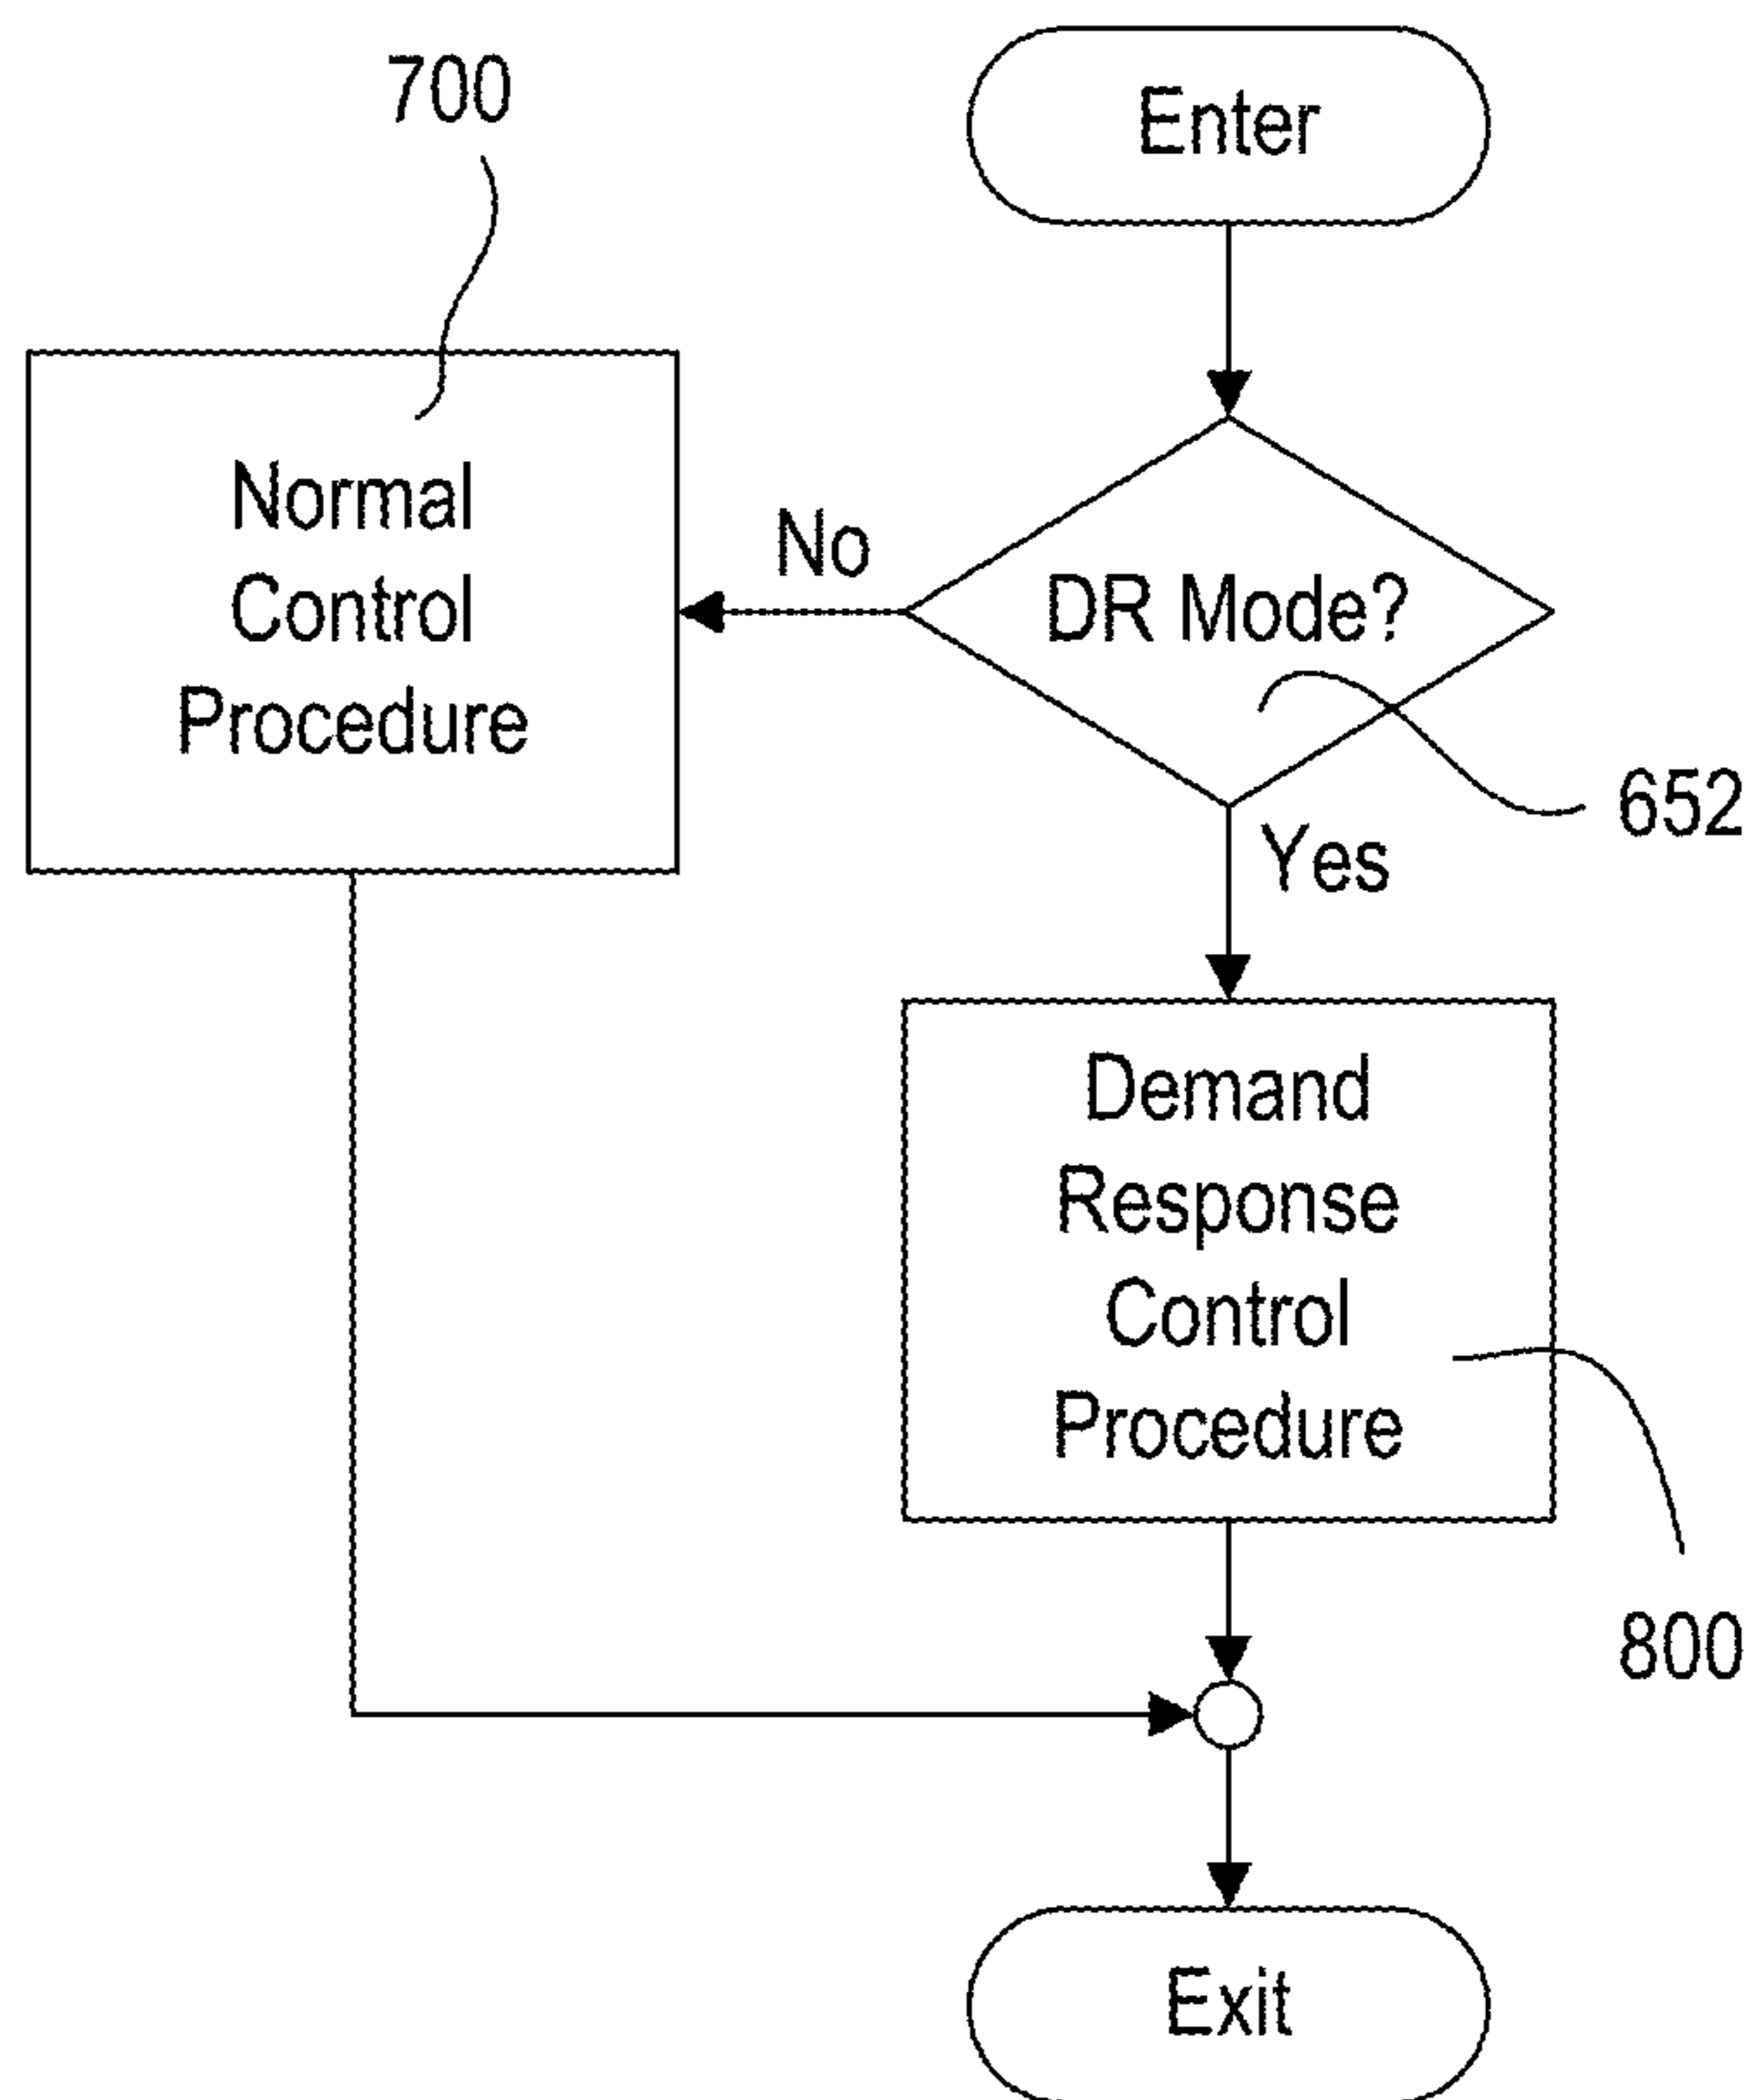 700
Enter
Normal
Control
Procedure
No
DR Mode?
652
Yes
Demand
Response
Control
Procedure
800
Exit